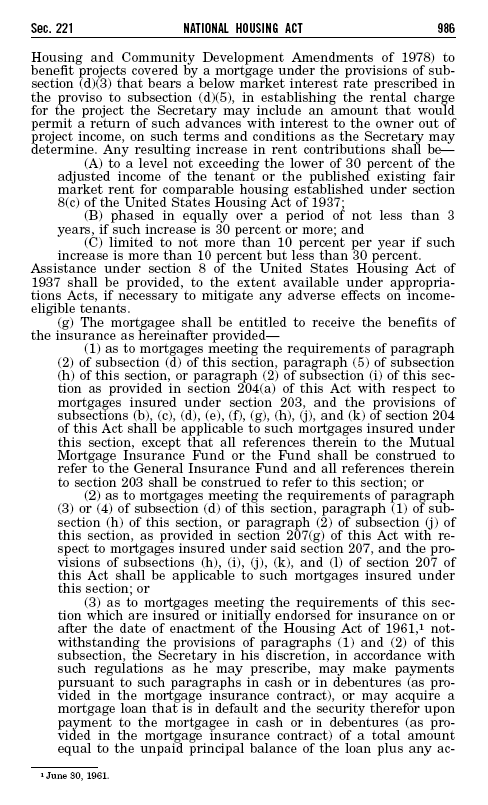 Sec. 221 NATIONAL HOUSING ACT 986
Housing and Community Development Amendments of 1978) to
benefit projects covered by a mortgage under the provisions of sub-
section (d)(3) that bears a below market interest rate prescribed in
the proviso to subsection (d)(5), in establishing the rental charge
for the project the Secretary may include an amount that would
permit a return of such advances with interest to the owner out of
project income, on such terms and conditions as the Secretary may
determine. Any resulting increase in rent contributions shall be—
(A) to a level not exceeding the lower of 30 percent of the
adjusted income of the tenant or the published existing fair
market rent for comparable housing established under section
8(c) of the United States Housing Act of 1937;
(B) phased in equally over a period of not less than 3
years, if such increase is 30 percent or more; and
(C) limited to not more than 10 percent per year if such
increase is more than 10 percent but less than 30 percent.
Assistance under section 8 of the United States Housing Act of
1937 shall be provided, to the extent available under appropria-
tions Acts, if necessary to mitigate any adverse effects on income-
eligible tenants.
(g) The mortgagee shall be entitled to receive the benefits of
the insurance as hereinafter provided—
(1) as to mortgages meeting the requirements of paragraph
(2) of subsection (d) of this section, paragraph (5) of subsection
(h) of this section, or paragraph (2) of subsection (i) of this sec-
tion as provided in section 204(a) of this Act with respect to
mortgages insured under section 203, and the provisions of
subsections (b), (c), (d), (e), (f), (g), (h), (j), and (k) of section 204
of this Act shall be applicable to such mortgages insured under
this section, except that all references therein to the Mutual
Mortgage Insurance Fund or the Fund shall be construed to
refer to the General Insurance Fund and all references therein
to section 203 shall be construed to refer to this section; or
(2) as to mortgages meeting the requirements of paragraph
(3) or (4) of subsection (d) of this section, paragraph (1) of sub-
section (h) of this section, or paragraph (2) of subsection (j) of
this section, as provided in section 207(g) of this Act with re-
spect to mortgages insured under said section 207, and the pro-
visions of subsections (h), (i), (j), (k), and (l) of section 207 of
this Act shall be applicable to such mortgages insured under
this section; or
(3) as to mortgages meeting the requirements of this sec-
tion which are insured or initially endorsed for insurance on or
after the date of enactment of the Housing Act of 1961,¹ not-
withstanding the provisions of paragraphs (1) and (2) of this
subsection, the Secretary in his discretion, in accordance with
such regulations as he may prescribe, may make payments
pursuant to such paragraphs in cash or in debentures (as pro-
vided in the mortgage insurance contract), or may acquire a
mortgage loan that is in default and the security therefor upon
payment to the mortgagee in cash or in debentures (as pro-
vided in the mortgage insurance contract) of a total amount
equal to the unpaid principal balance of the loan plus any ac-
¹ June 30, 1961.